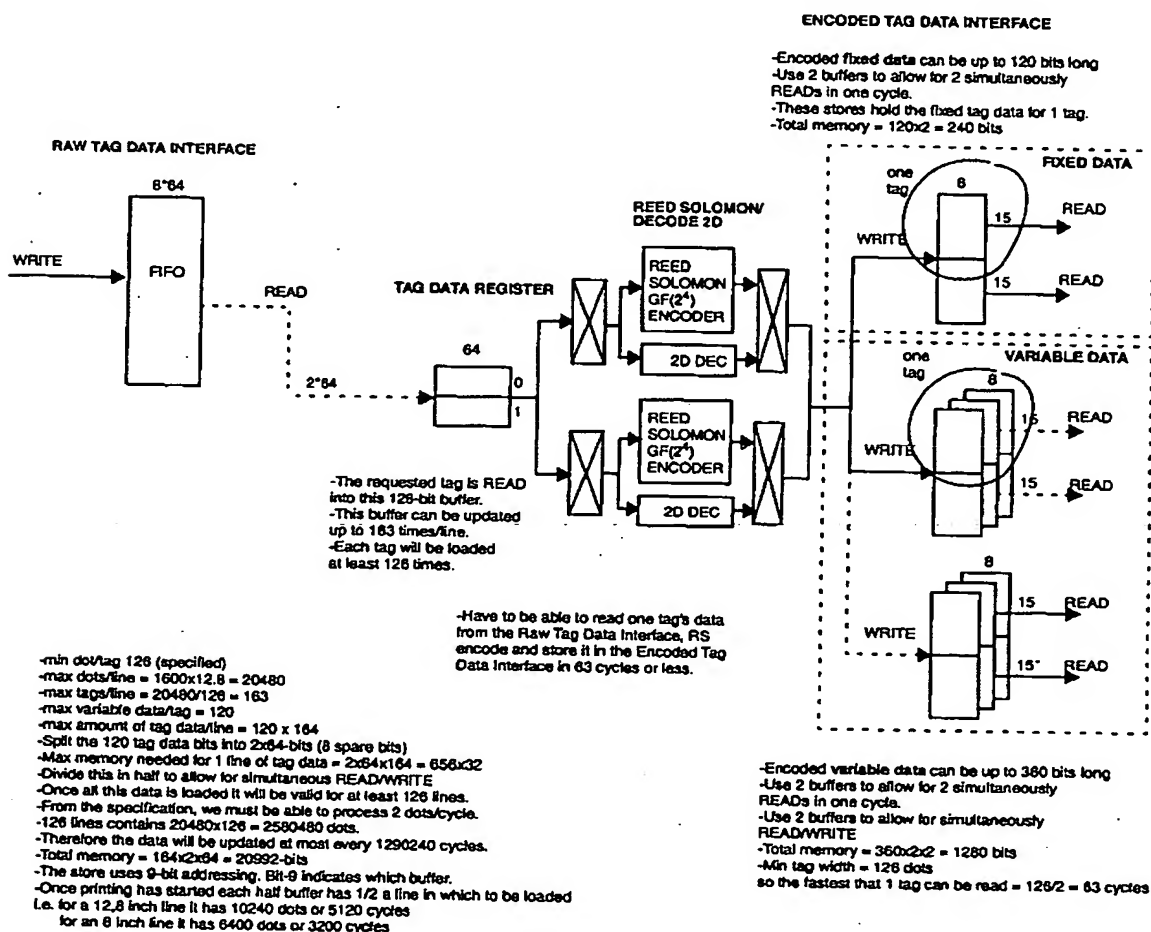 ENCODED TAG DATA INTERFACE
-Encoded fixed data can be up to 120 bits long
-Use 2 buffers to allow for 2 simultaneously
READs in one cycle.
-These stores hold the fixed tag data for 1 tag.
-Total memory = 120x2 = 240 bits
RAW TAG DATA INTERFACE
8*64
WRITE
FIFO
READ
2*64
TAG DATA REGISTER
64
0
1
REED SOLOMON/
DECODE 2D
REED
SOLOMON
GF(2⁴)
ENCODER
2D DEC
REED
SOLOMON
GF(2⁴)
ENCODER
2D DEC
FIXED DATA
one
tag
8
15
READ
WRITE
15
READ
VARIABLE DATA
one
tag
8
15
READ
WRITE
15
READ
8
15
READ
WRITE
15"
READ
-The requested tag is READ
into this 126-bit buffer.
-This buffer can be updated
up to 163 times/line.
-Each tag will be loaded
at least 126 times.
-Have to be able to read one tag's data
from the Raw Tag Data Interface, RS
encode and store it in the Encoded Tag
Data Interface in 63 cycles or less.
-min dot/tag 126 (specified)
-max dots/line = 1600x12.8 = 20480
-max tags/line = 20480/126 = 163
-max variable data/tag = 120
-max amount of tag data/line = 120 x 164
-Split the 120 tag data bits into 2x64-bits (8 spare bits)
-Max memory needed for 1 line of tag data = 2x64x164 = 656x32
-Divide this in half to allow for simultaneous READ/WRITE
-Once all this data is loaded it will be valid for at least 126 lines.
-From the specification, we must be able to process 2 dots/cycle.
-126 lines contains 20480x126 = 2580480 dots.
-Therefore the data will be updated at most every 1290240 cycles.
-Total memory = 164x2x64 = 20992-bits
-The store uses 9-bit addressing. Bit-9 indicates which buffer.
-Once printing has started each half buffer has 1/2 a line in which to be loaded
i.e. for a 12,8 inch line it has 10240 dots or 5120 cycles
for an 8 inch line it has 6400 dots or 3200 cycles
-Encoded variable data can be up to 360 bits long
-Use 2 buffers to allow for 2 simultaneously
READs in one cycle.
-Use 2 buffers to allow for simultaneously
READ/WRITE
-Total memory = 360x2x2 = 1280 bits
-Min tag width = 126 dots
so the fastest that 1 tag can be read = 126/2 = 63 cycles